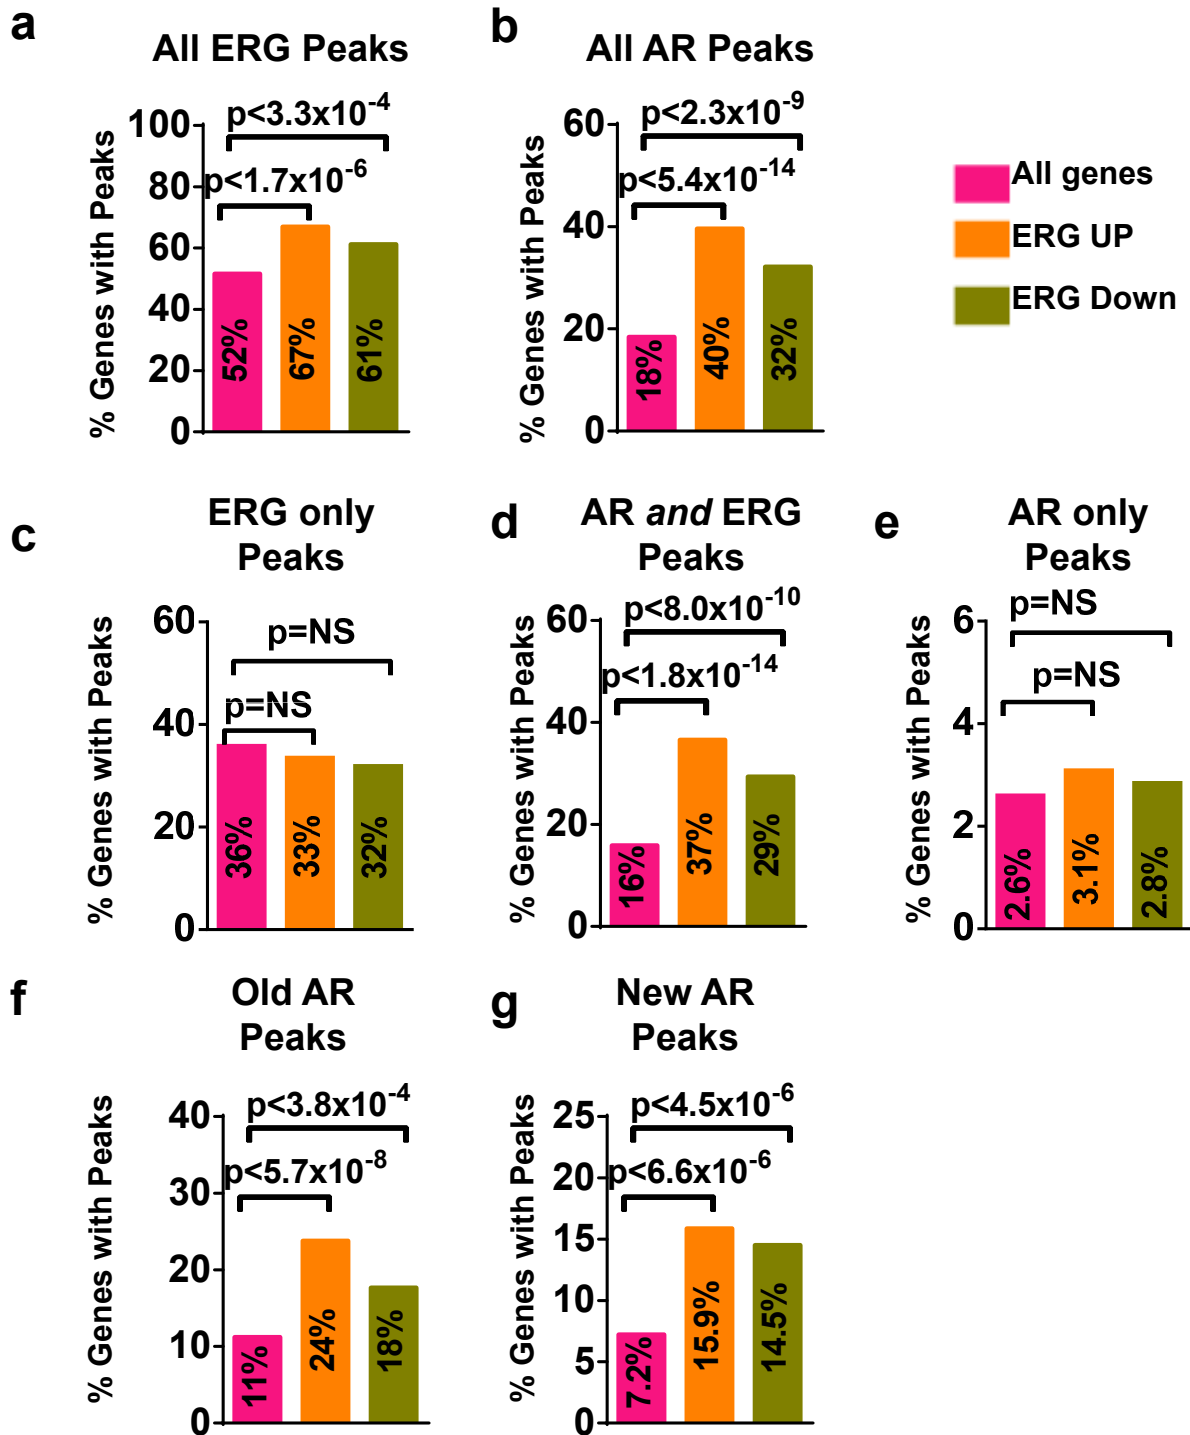 a
All ERG Peaks
% Genes with Peaks
100
80
60
40
20
0
p<3.3x10-4
p<1.7x10-6
52%
67%
61%
b
All AR Peaks
% Genes with Peaks
60
40
20
0
p<2.3x10-9
p<5.4x10-14
18%
40%
32%
All genes
ERG UP
ERG Down
c
ERG only
Peaks
% Genes with Peaks
60
40
20
0
p=NS
p=NS
36%
33%
32%
d
AR and ERG
Peaks
% Genes with Peaks
60
40
20
0
p<8.0x10-10
p<1.8x10-14
16%
37%
29%
e
AR only
Peaks
% Genes with Peaks
6
4
2
0
p=NS
p=NS
2.6%
3.1%
2.8%
f
Old AR
Peaks
% Genes with Peaks
40
30
20
10
0
p<3.8x10-4
p<5.7x10-8
11%
24%
18%
g
New AR
Peaks
% Genes with Peaks
25
20
15
10
5
0
p<4.5x10-6
p<6.6x10-6
7.2%
15.9%
14.5%